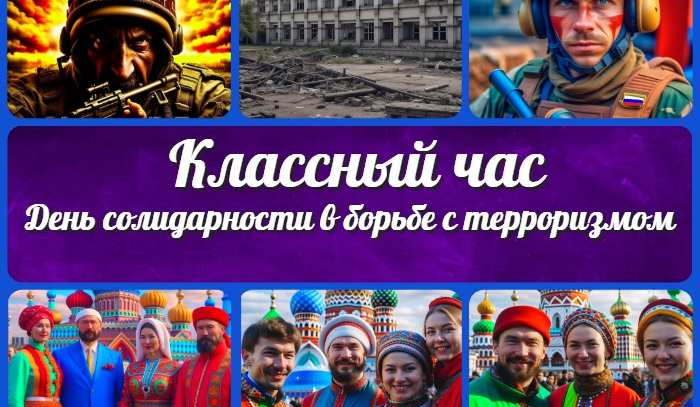 Классный час
День солидарности в борьбе с терроризмом